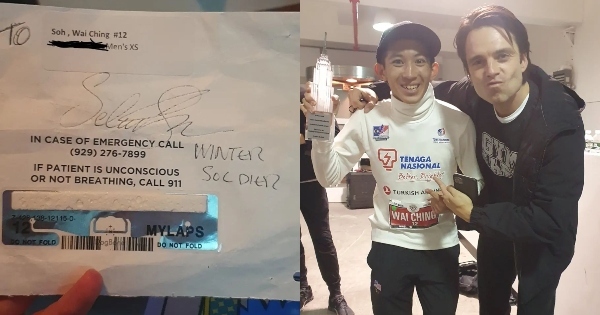 TO
Soh , Wai Ching #12
Men's XS
IN CASE OF EMERGENCY CALL
(929) 276-7899
WINTER
SOLDIER
IF PATIENT IS UNCONSCIOUS
OR NOT BREATHING, CALL 911
12
MYLAPS
DO NOT FOLD
DO NOT FOLD
TENAGA
NASIONAL
TURKISH
WAI CHING
12
GYM